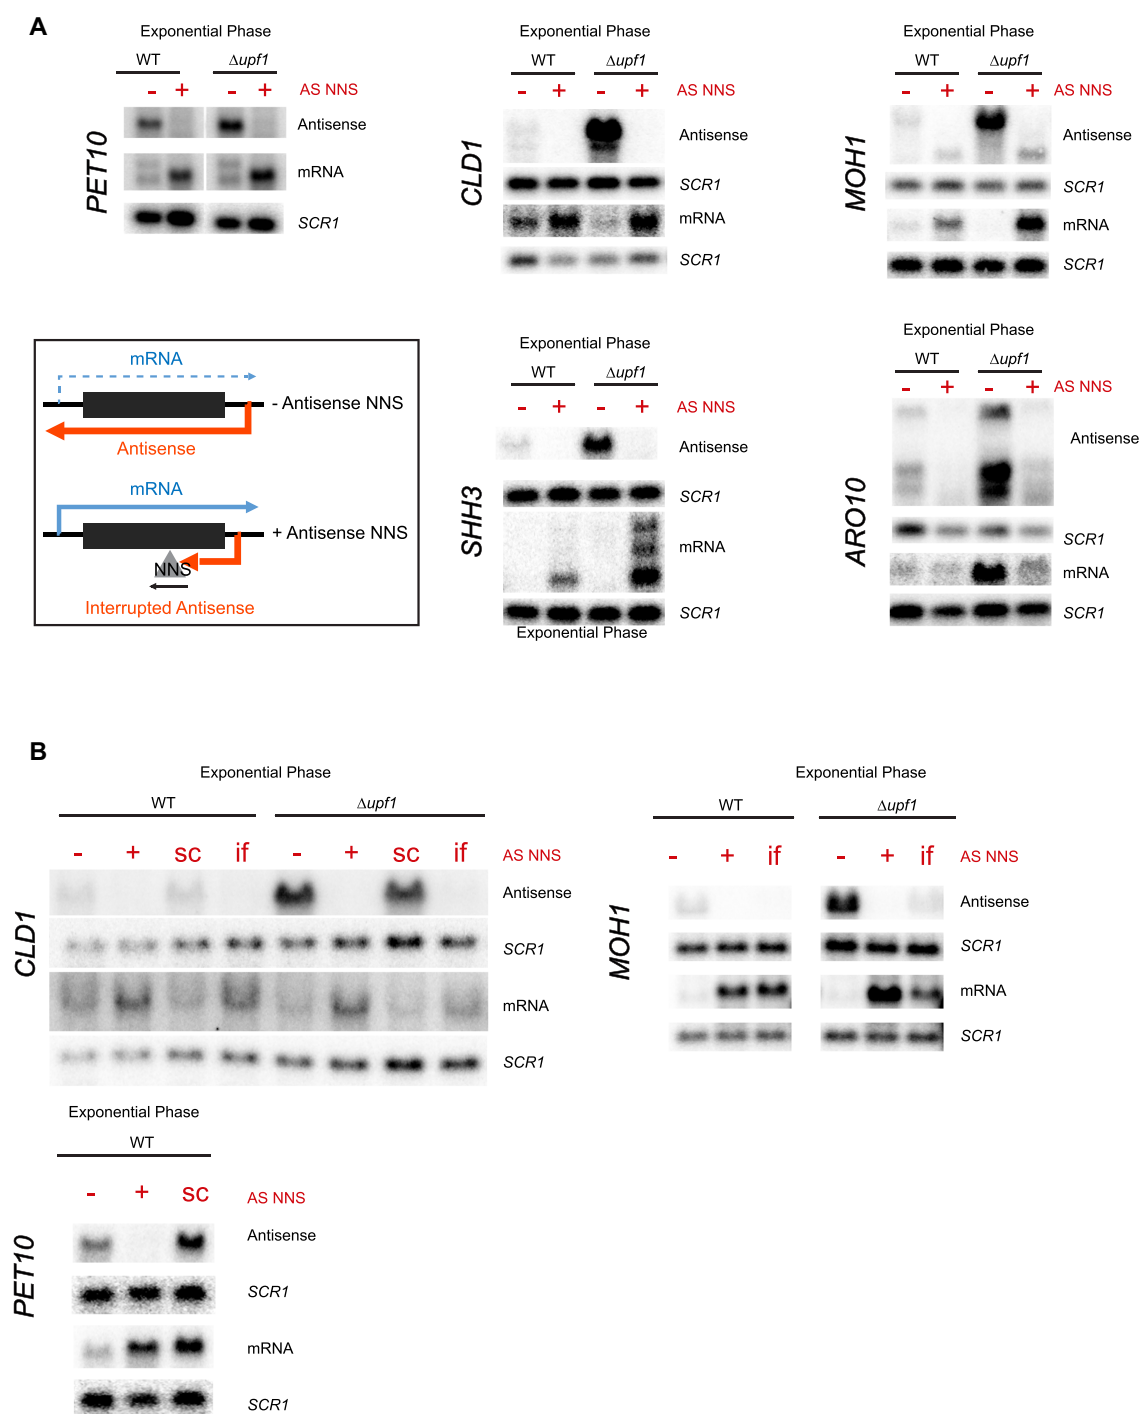 A
Exponential Phase
WT Δupf1
- + - + AS NNS
Antisense
mRNA
SCR1
PET10
Exponential Phase
WT Δupf1
- + - + AS NNS
Antisense
SCR1
mRNA
SCR1
CLD1
Exponential Phase
WT Δupf1
- + - + AS NNS
Antisense
SCR1
mRNA
SCR1
MOH1
mRNA
- Antisense NNS
Antisense
mRNA
+ Antisense NNS
NNS
Interrupted Antisense
Exponential Phase
WT Δupf1
- + - + AS NNS
Antisense
SCR1
mRNA
SCR1
SHH3
Exponential Phase
Exponential Phase
WT Δupf1
- + - + AS NNS
Antisense
SCR1
mRNA
SCR1
ARO10
B
Exponential Phase
WT Δupf1
- + sc if - + sc if AS NNS
Antisense
SCR1
mRNA
SCR1
CLD1
Exponential Phase
WT Δupf1
- + if - + if AS NNS
Antisense
SCR1
mRNA
SCR1
MOH1
Exponential Phase
WT
- + sc AS NNS
Antisense
SCR1
mRNA
SCR1
PET10